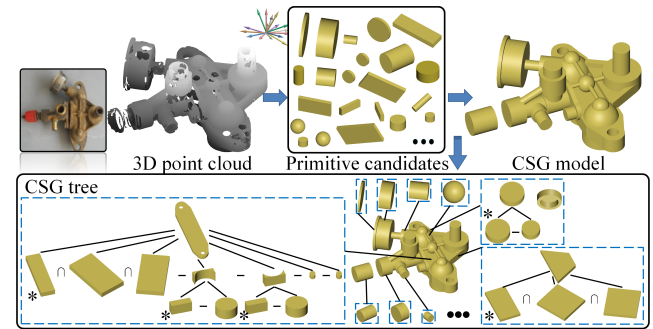 3D point cloud
Primitive candidates
CSG model
CSG tree